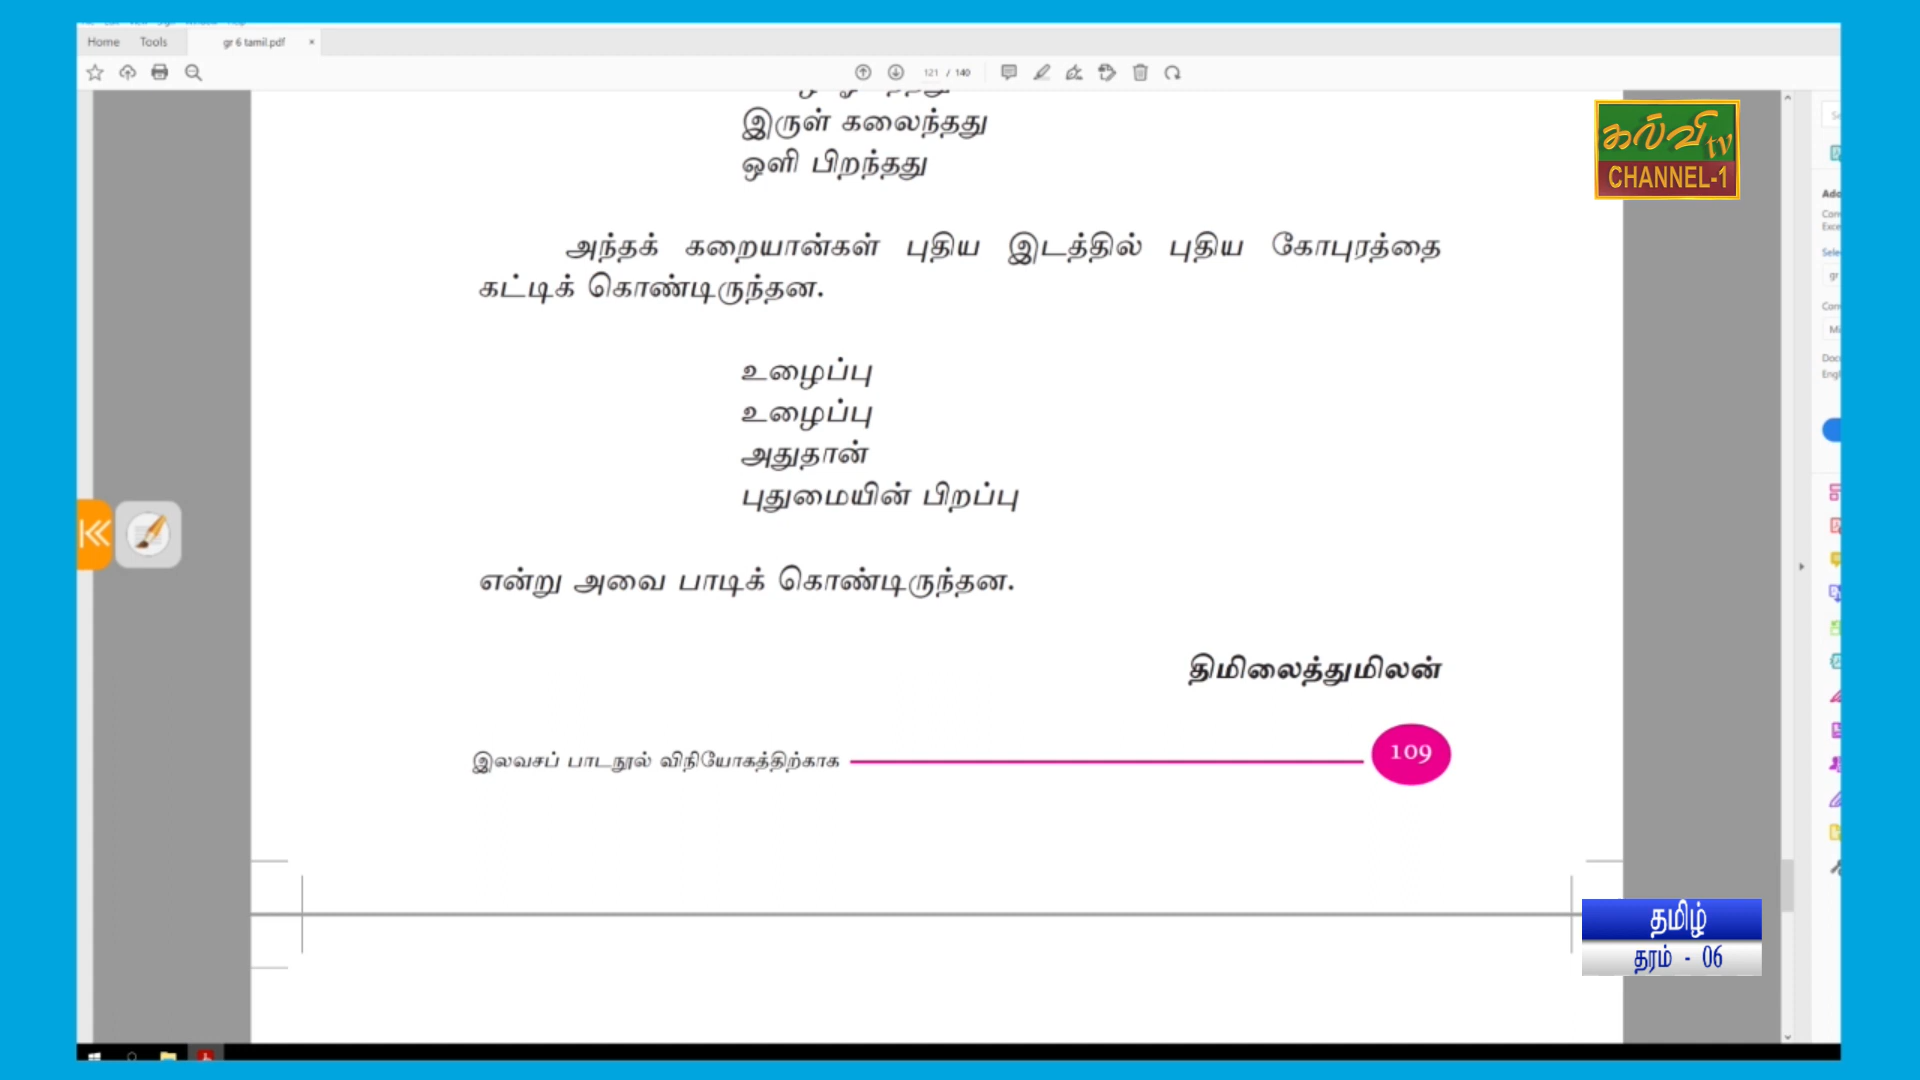 Home Tools gr 6 tamil.pdf ×
121 / 140
இருள் கலைந்தது
ஒளி பிறந்தது
கல்வி tv
CHANNEL-1
அந்தக் கறையான்கள் புதிய இடத்தில் புதிய கோபுரத்தை
கட்டிக் கொண்டிருந்தன.
உழைப்பு
உழைப்பு
அதுதான்
புதுமையின் பிறப்பு
என்று அவை பாடிக் கொண்டிருந்தன.
திமிலைத்துமிலன்
இலவசப் பாடநூல் விநியோகத்திற்காக 109
தமிழ்
தரம் - 06